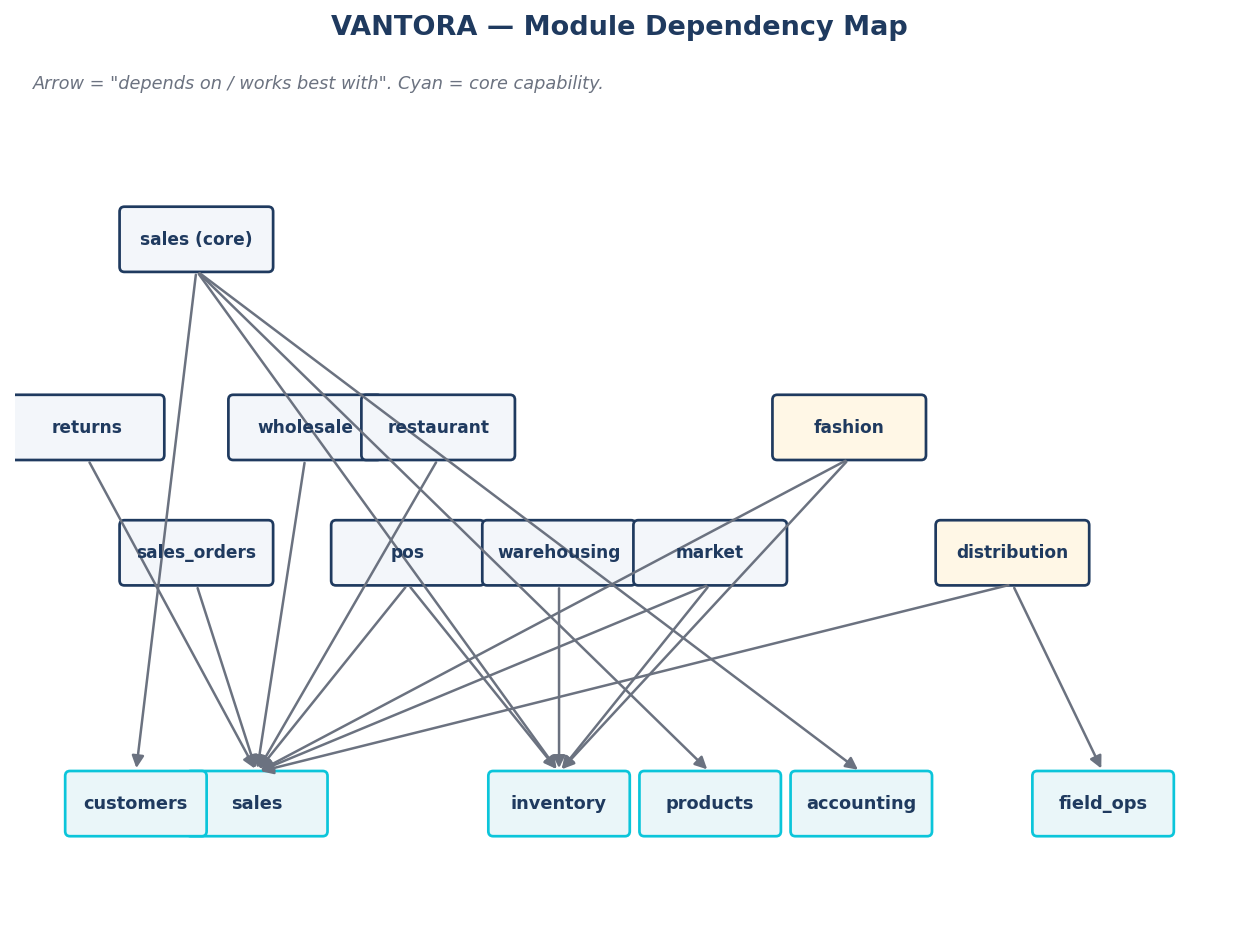 VANTORA — Module Dependency Map
Arrow = "depends on / works best with". Cyan = core capability.
sales (core)
returns
wholesale
restaurant
fashion
sales_orders
pos
warehousing
market
distribution
customers
sales
inventory
products
accounting
field_ops